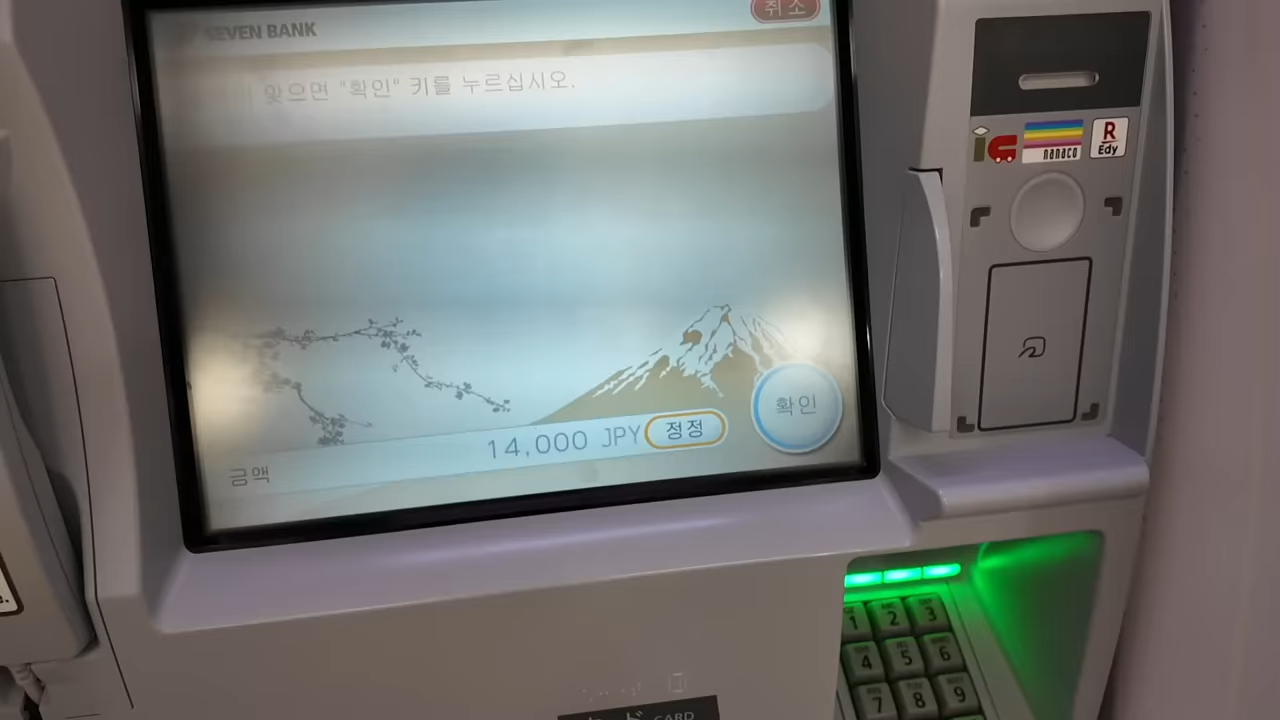 SEVEN BANK
취소
맞으면 "확인" 키를 누르십시오.
nanaco
R
Edy
확인
14,000 JPY
정정
금액
1 2 3
4 5 6
7 8 9
CARD